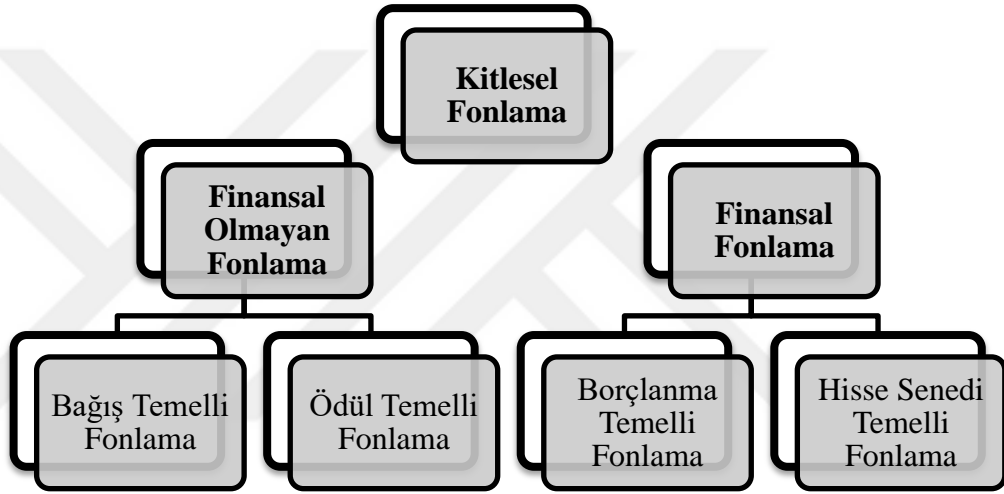 Kitlesel
Fonlama
Finansal
Olmayan
Fonlama
Finansal
Fonlama
Bağış Temelli
Fonlama
Ödül Temelli
Fonlama
Borçlanma
Temelli
Fonlama
Hisse Senedi
Temelli
Fonlama